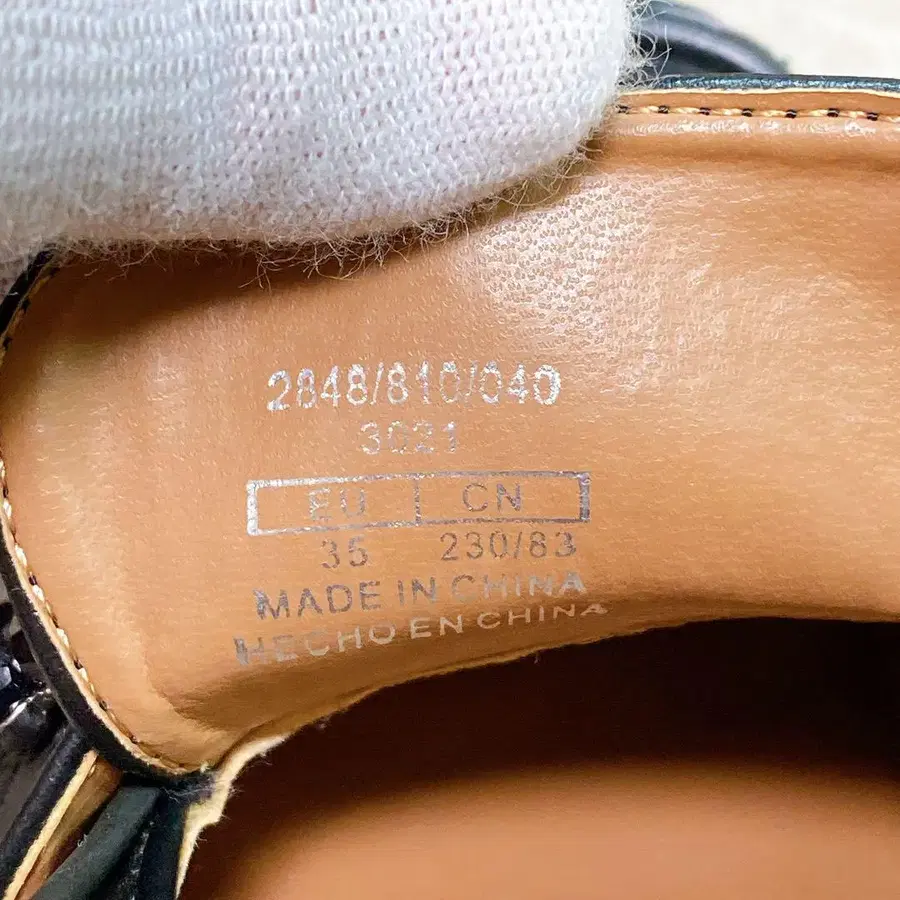 2848/810/040
3021
EU CN
35 230/83
MADE IN CHINA
HECHO EN CHINA